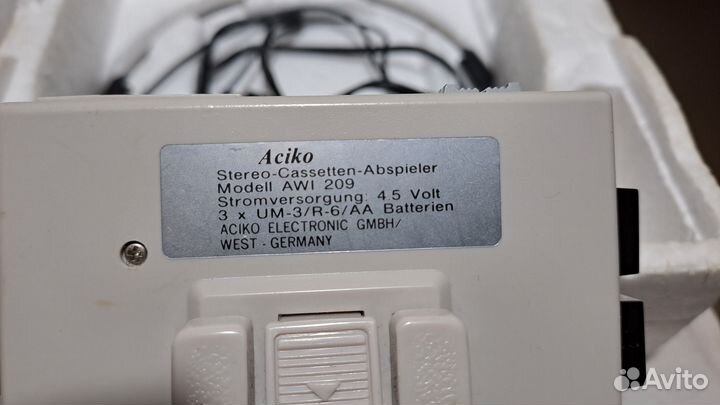 Aciko
Stereo-Cassetten-Abspieler
Modell AWI 209
Stromversorgung: 4.5 Volt
3 x UM-3/R-6/AA Batterien
ACIKO ELECTRONIC GMBH/
WEST - GERMANY
Avito